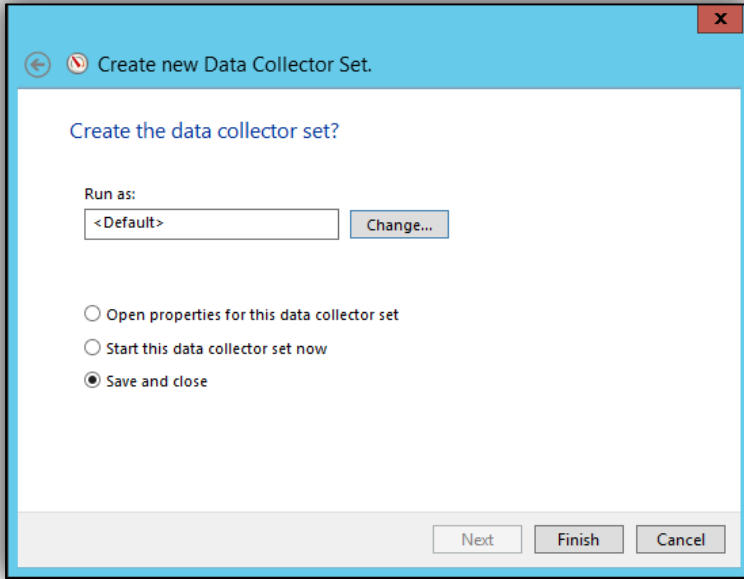 x
Create new Data Collector Set.
Create the data collector set?
Run as:
<Default>
Change...
Open properties for this data collector set
Start this data collector set now
Save and close
Next
Finish
Cancel